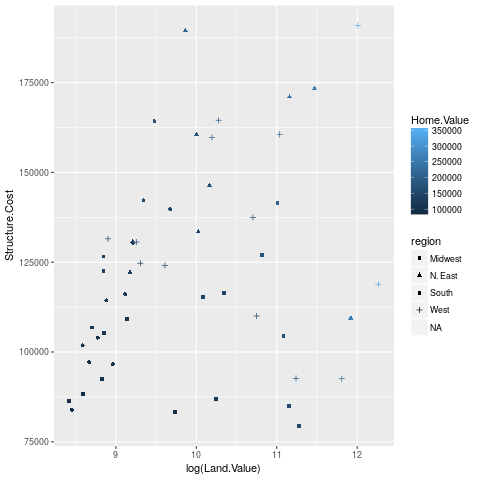 175000
150000
125000
100000
75000
Structure.Cost
9
10
11
12
log(Land.Value)
Home.Value
350000
300000
250000
200000
150000
100000
region
Midwest
N. East
South
West
NA